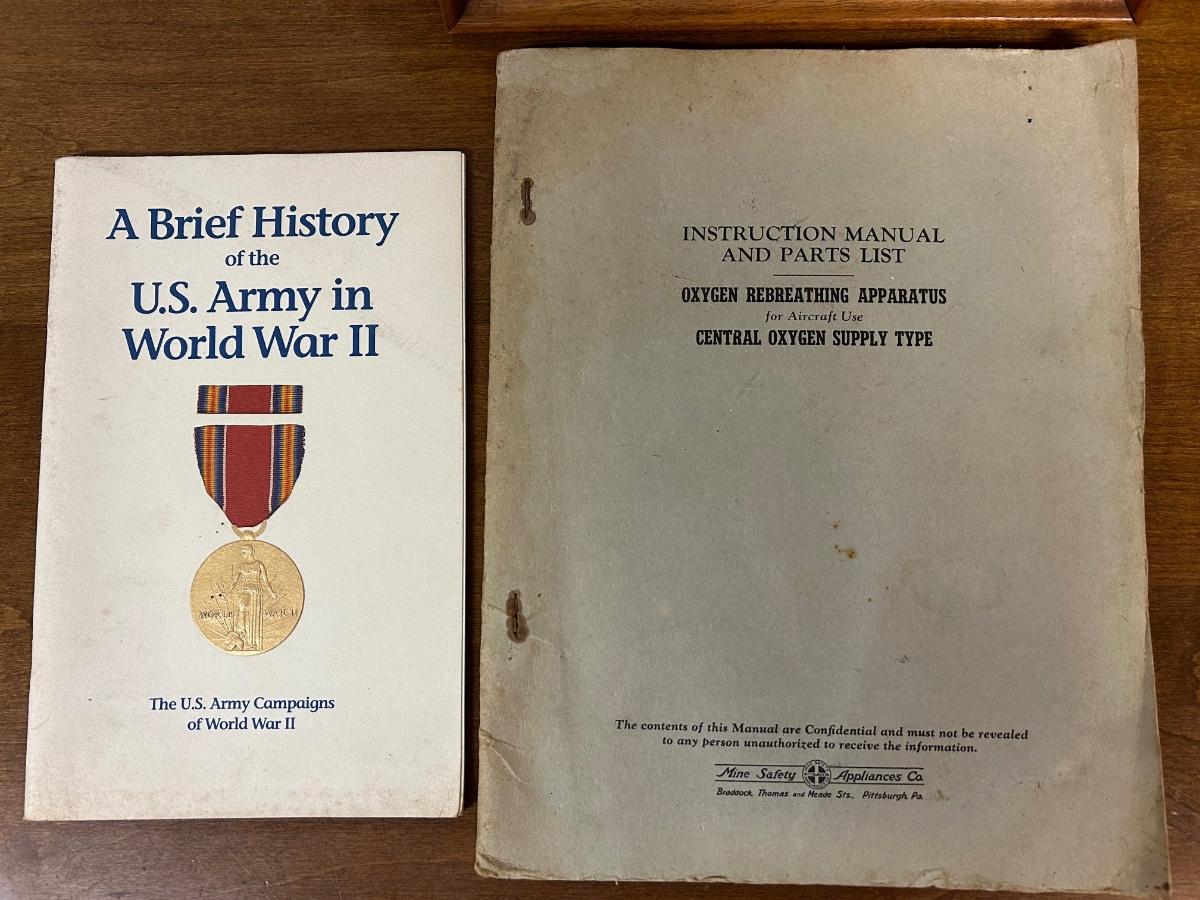 A Brief History
of the
U.S. Army in
World War II
WORLD WAR II
The U.S. Army Campaigns
of World War II
INSTRUCTION MANUAL
AND PARTS LIST
OXYGEN REBREATHING APPARATUS
for Aircraft Use
CENTRAL OXYGEN SUPPLY TYPE
The contents of this Manual are Confidential and must not be revealed
to any person unauthorized to receive the information.
Mine Safety Appliances Co.
Braddock, Thomas and Meade Sts., Pittsburgh, Pa.